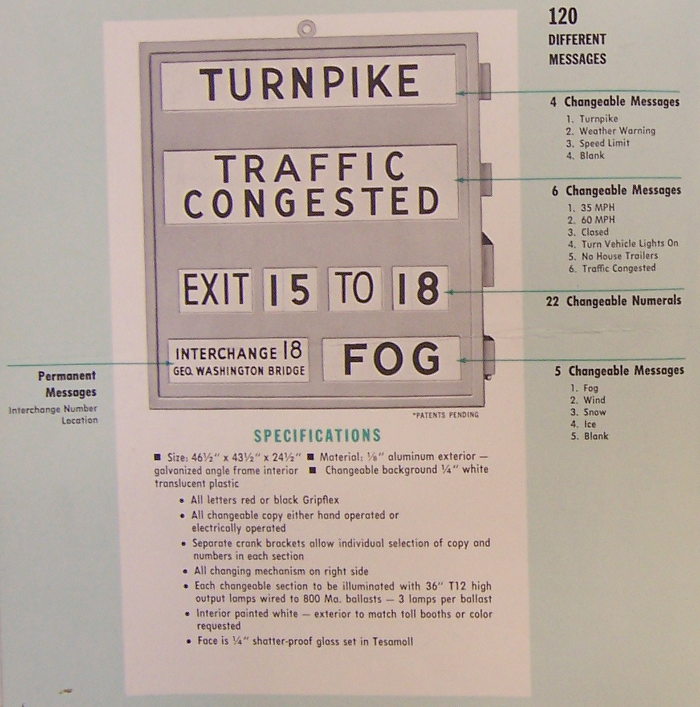 120
DIFFERENT
MESSAGES
TURNPIKE
4 Changeable Messages
1. Turnpike
2. Weather Warning
3. Speed Limit
4. Blank
TRAFFIC
CONGESTED
6 Changeable Messages
1. 35 MPH
2. 60 MPH
3. Closed
4. Turn Vehicle Lights On
5. No House Trailers
6. Traffic Congested
EXIT 15 TO 18
22 Changeable Numerals
INTERCHANGE 18
GEO. WASHINGTON BRIDGE
FOG
Permanent
Messages
Interchange Number
Location
5 Changeable Messages
1. Fog
2. Wind
3. Snow
4. Ice
5. Blank
*PATENTS PENDING
SPECIFICATIONS
■ Size: 46½" x 43½" x 24½" ■ Material: ⅛" aluminum exterior —
galvanized angle frame interior ■ Changeable background ¼" white
translucent plastic
• All letters red or black Gripflex
• All changeable copy either hand operated or
electrically operated
• Separate crank brackets allow individual selection of copy and
numbers in each section
• All changing mechanism on right side
• Each changeable section to be illuminated with 36" T12 high
output lamps wired to 800 Ma. ballasts — 3 lamps per ballast
• Interior painted white — exterior to match toll booths or color
requested
• Face is ¼" shatter-proof glass set in Tesamoll